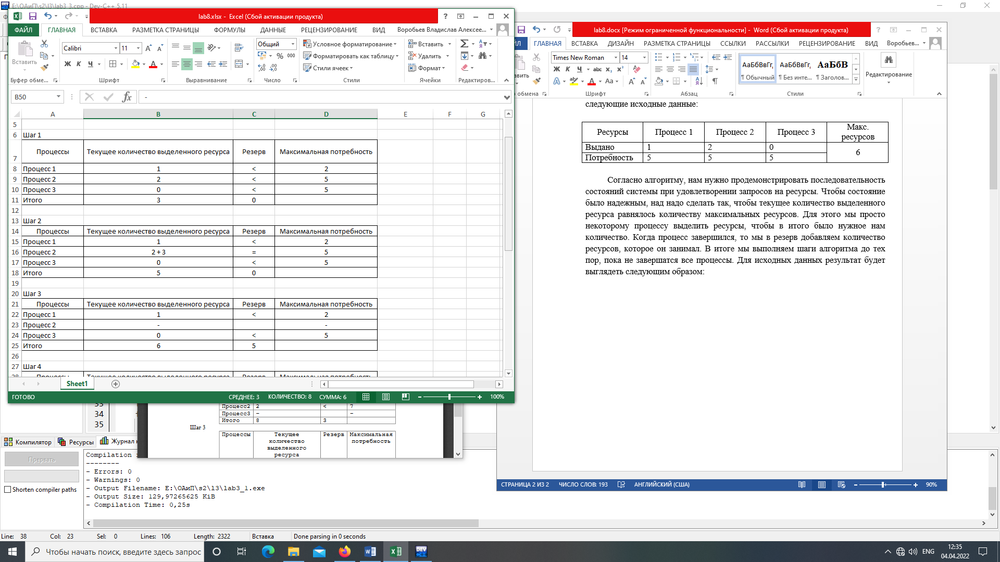 E:\ОАиП\s2\l3\lab3_3.cpp - Dev-C++ 5.11
lab8.xlsx - Excel (Сбой активации продукта)
ФАЙЛ ГЛАВНАЯ ВСТАВКА РАЗМЕТКА СТРАНИЦЫ ФОРМУЛЫ ДАННЫЕ РЕЦЕНЗИРОВАНИЕ ВИД Воробьев Владислав Алексее...
Вставить
Calibri 11
Ж К Ч
Общий
% 000
Условное форматирование
Форматировать как таблицу
Стили ячеек
Вставить
Удалить
Формат
Буфер обме... Шрифт Выравнивание Число Стили Ячейки Редактиров...
B50 fx -
A B C D E F G
5
6 Шаг 1
7 Процессы Текущее количество выделенного ресурса Резерв Максимальная потребность
8 Процесс 1 1 < 2
9 Процесс 2 2 < 5
10 Процесс 3 0 < 5
11 Итого 3 0
12
13 Шаг 2
14 Процессы Текущее количество выделенного ресурса Резерв Максимальная потребность
15 Процесс 1 1 < 2
16 Процесс 2 2 + 3 = 5
17 Процесс 3 0 < 5
18 Итого 5 0
19
20 Шаг 3
21 Процессы Текущее количество выделенного ресурса Резерв Максимальная потребность
22 Процесс 1 1 < 2
23 Процесс 2 - -
24 Процесс 3 0 < 5
25 Итого 6 5
26
27 Шаг 4
28 Процессы Текущее количество выделенного ресурса Резерв Максимальная потребность
Sheet1
ГОТОВО СРЕДНЕЕ: 3 КОЛИЧЕСТВО: 8 СУММА: 6 100%
lab8.docx [Режим ограниченной функциональности] - Word (Сбой активации продукта)
ЙЛ ГЛАВНАЯ ВСТАВКА ДИЗАЙН РАЗМЕТКА СТРАНИЦЫ ССЫЛКИ РАССЫЛКИ РЕЦЕНЗИРОВАНИЕ ВИД Воробьев...
авить
Times New Roman 14
Ж К Ч abc x₂ x²
Aa
АаБбВвГг, АаБбВвГг, АаБбВ
¶ Обычный ¶ Без инте... ¶ Заголов...
Редактирование
обмена Шрифт Абзац Стили
следующие исходные данные:
Ресурсы Процесс 1 Процесс 2 Процесс 3 Макс. ресурсов
Выдано 1 2 0 6
Потребность 5 5 5
Согласно алгоритму, нам нужно продемонстрировать последовательность
состояний системы при удовлетворении запросов на ресурсы. Чтобы состояние
было надежным, над надо сделать так, чтобы текущее количество выделенного
ресурса равнялось количеству максимальных ресурсов. Для этого мы просто
некоторому процессу выделить ресурсы, чтобы в итого было нужное нам
количество. Когда процесс завершился, то мы в резерв добавляем количество
ресурсов, которое он занимал. В итоге мы выполняем шаги алгоритма до тех
пор, пока не завершатся все процессы. Для исходных данных результат будет
выглядеть следующим образом:
СТРАНИЦА 2 ИЗ 2 ЧИСЛО СЛОВ: 193 АНГЛИЙСКИЙ (США) 90%
33
34
35
Процесс2 2 < 7
Процесс3 – –
Итого 8 3
Шаг 3
Процессы Текущее количество выделенного ресурса Резерв Максимальная потребность
Компилятор Ресурсы Журнал к
Прервать
Shorten compiler paths
Compilation
--------
- Errors: 0
- Warnings: 0
- Output Filename: E:\ОАиП\s2\l3\lab3_1.exe
- Output Size: 129,97265625 KiB
- Compilation Time: 0,25s
Line: 38 Col: 23 Sel: 0 Lines: 106 Length: 2322 Вставка Done parsing in 0 seconds
Чтобы начать поиск, введите здесь запрос
ENG
12:35
04.04.2022